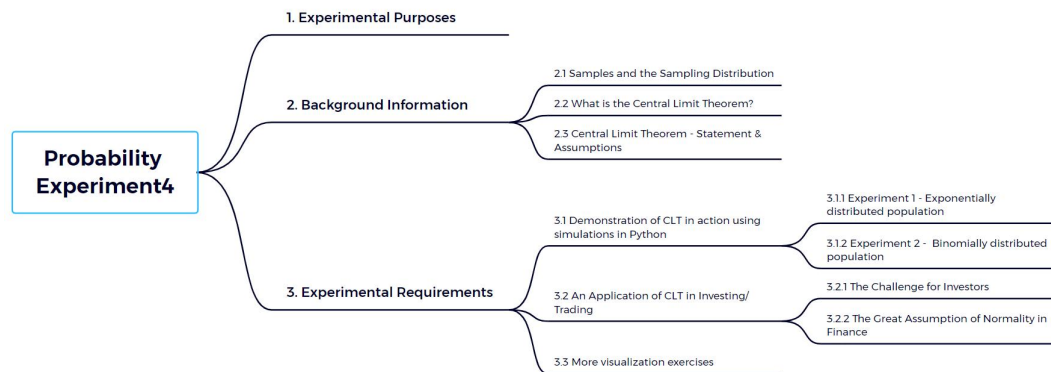 Probability
Experiment4
1. Experimental Purposes
2. Background Information
2.1 Samples and the Sampling Distribution
2.2 What is the Central Limit Theorem?
2.3 Central Limit Theorem - Statement &
Assumptions
3. Experimental Requirements
3.1 Demonstration of CLT in action using
simulations in Python
3.1.1 Experiment 1 - Exponentially
distributed population
3.1.2 Experiment 2 - Binomially distributed
population
3.2 An Application of CLT in Investing/
Trading
3.2.1 The Challenge for Investors
3.2.2 The Great Assumption of Normality in
Finance
3.3 More visualization exercises